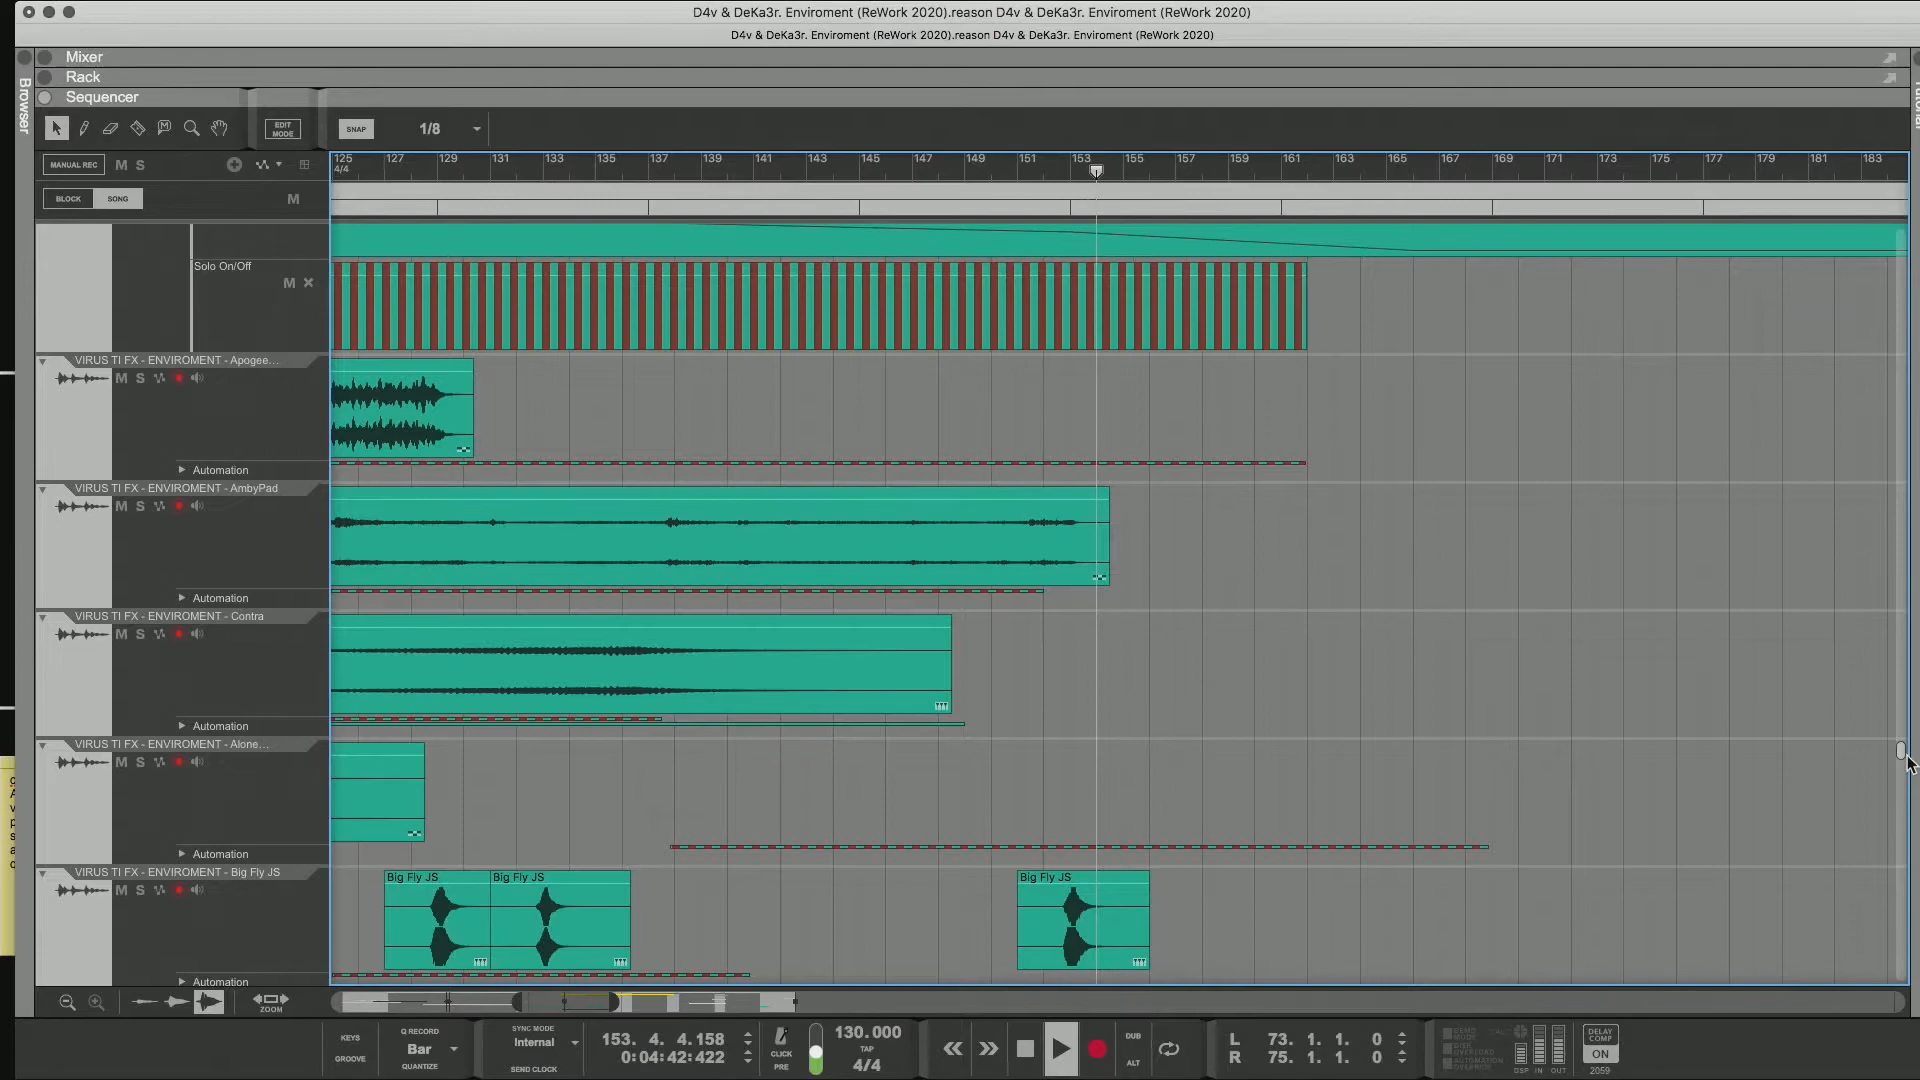 D4v & DeKa3r. Enviroment (ReWork 2020).reason D4v & DeKa3r. Enviroment (ReWork 2020)
D4v & DeKa3r. Enviroment (ReWork 2020).reason D4v & DeKa3r. Enviroment (ReWork 2020)
Browser
Mixer
Rack
Sequencer
EDIT MODE
SNAP
1/8
MANUAL REC
M S
BLOCK SONG
M
125 127 129 131 133 135 137 139 141 143 145 147 149 151 153 155 157 159 161 163 165 167 169 171 173 175 177 179 181 183
4/4
Solo On/Off
M
VIRUS TI FX - ENVIROMENT - Apogee...
M S
Automation
VIRUS TI FX - ENVIROMENT - AmbyPad
M S
Automation
VIRUS TI FX - ENVIROMENT - Contra
M S
Automation
VIRUS TI FX - ENVIROMENT - Alone...
M S
Automation
VIRUS TI FX - ENVIROMENT - Big Fly JS
M S
Big Fly JS Big Fly JS Big Fly JS
Automation
ZOOM
KEYS
GROOVE
Q RECORD
Bar
QUANTIZE
SYNC MODE
Internal
SEND CLOCK
153. 4. 4.158
0:04:42:422
CLICK
PRE
130.000
TAP
4/4
DUB
ALT
L 73. 1. 1. 0
R 75. 1. 1. 0
DSP IN OUT
DELAY COMP
ON
2059